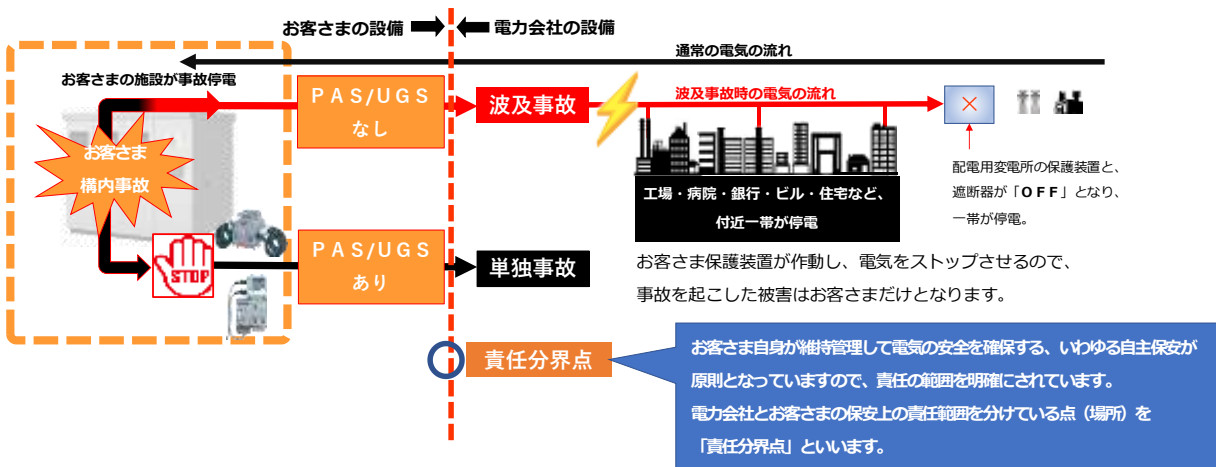 お客さまの設備
電力会社の設備
通常の電気の流れ
お客さまの施設が事故停電
お客さま
構内事故
PAS/UGS
なし
波及事故
波及事故時の電気の流れ
×
工場・病院・銀行・ビル・住宅など、
付近一帯が停電
配電用変電所の保護装置と、
遮断器が「OFF」となり、
一帯が停電。
STOP
PAS/UGS
あり
単独事故
お客さま保護装置が作動し、電気をストップさせるので、
事故を起こした被害はお客さまだけとなります。
責任分界点
お客さま自身が維持管理して電気の安全を確保する、いわゆる自主保安が
原則となっていますので、責任の範囲を明確にされています。
電力会社とお客さまの保安上の責任範囲を分けている点（場所）を
「責任分界点」といいます。